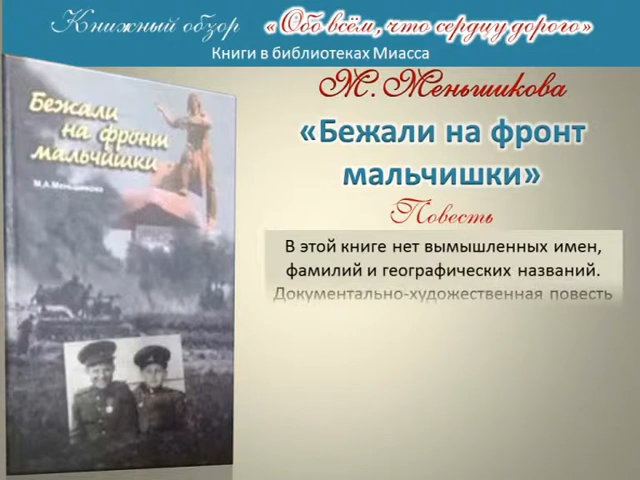 Книжный обзор «Обо всём, что сердцу дорого»
Книги в библиотеках Миасса
М. Меньшикова
«Бежали на фронт
мальчишки»
Повесть
В этой книге нет вымышленных имен,
фамилий и географических названий.
Документально-художественная повесть
Бежали
на фронт
мальчишки
М.А.Меньшикова